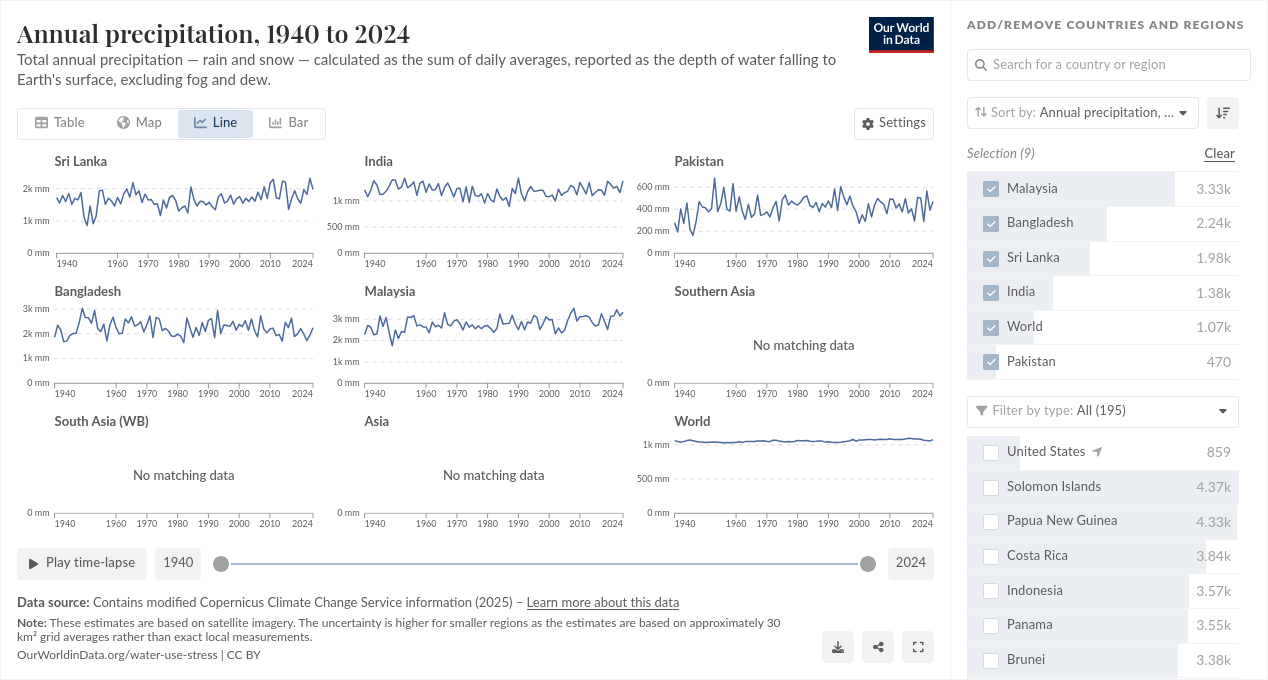 Annual precipitation, 1940 to 2024
Total annual precipitation — rain and snow — calculated as the sum of daily averages, reported as the depth of water falling to
Earth's surface, excluding fog and dew.
Our World
in Data
Table
Map
Line
Bar
Settings
Sri Lanka
2k mm
1k mm
0 mm
1940 1960 1970 1980 1990 2000 2010 2024
India
1k mm
500 mm
0 mm
1940 1960 1970 1980 1990 2000 2010 2024
Pakistan
600 mm
400 mm
200 mm
0 mm
1940 1960 1970 1980 1990 2000 2010 2024
Bangladesh
3k mm
2k mm
1k mm
0 mm
1940 1960 1970 1980 1990 2000 2010 2024
Malaysia
3k mm
2k mm
1k mm
0 mm
1940 1960 1970 1980 1990 2000 2010 2024
Southern Asia
No matching data
0 mm
1940 1960 1970 1980 1990 2000 2010 2024
South Asia (WB)
No matching data
0 mm
1940 1960 1970 1980 1990 2000 2010 2024
Asia
No matching data
0 mm
1940 1960 1970 1980 1990 2000 2010 2024
World
1k mm
500 mm
0 mm
1940 1960 1970 1980 1990 2000 2010 2024
Play time-lapse
1940
2024
Data source: Contains modified Copernicus Climate Change Service information (2025) – Learn more about this data
Note: These estimates are based on satellite imagery. The uncertainty is higher for smaller regions as the estimates are based on approximately 30
km² grid averages rather than exact local measurements.
OurWorldinData.org/water-use-stress | CC BY
ADD/REMOVE COUNTRIES AND REGIONS
Search for a country or region
Sort by: Annual precipitation, ...
Selection (9) Clear
Malaysia 3.33k
Bangladesh 2.24k
Sri Lanka 1.98k
India 1.38k
World 1.07k
Pakistan 470
Filter by type: All (195)
United States 859
Solomon Islands 4.37k
Papua New Guinea 4.33k
Costa Rica 3.84k
Indonesia 3.57k
Panama 3.55k
Brunei 3.38k